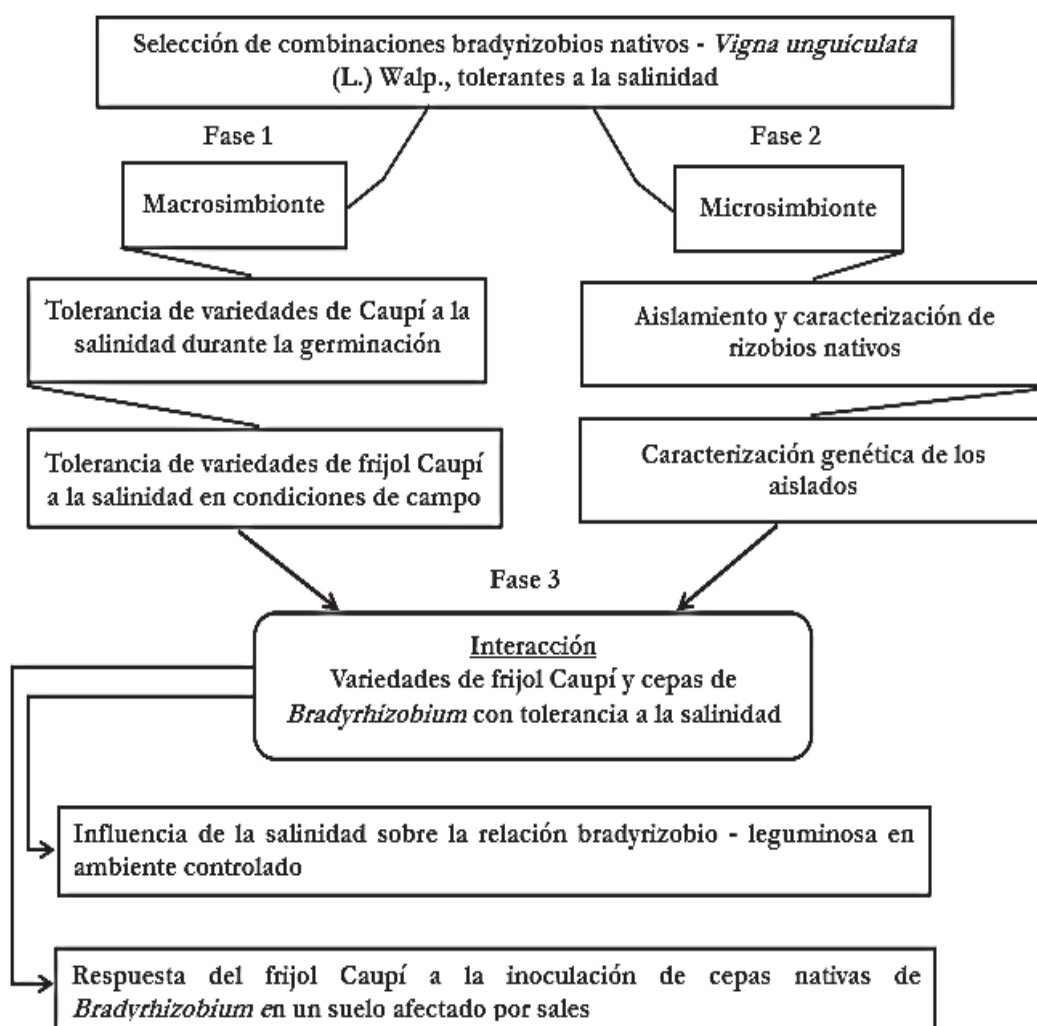 Selección de combinaciones bradyrizobios nativos - Vigna unguiculata
(L.) Walp., tolerantes a la salinidad
Fase 1
Fase 2
Macrosimbionte
Microsimbionte
Tolerancia de variedades de Caupí a la
salinidad durante la germinación
Aislamiento y caracterización de
rizobios nativos
Tolerancia de variedades de frijol Caupí
a la salinidad en condiciones de campo
Caracterización genética de los
aislados
Fase 3
Interacción
Variedades de frijol Caupí y cepas de
Bradyrhizobium con tolerancia a la salinidad
Influencia de la salinidad sobre la relación bradyrizobio - leguminosa en
ambiente controlado
Respuesta del frijol Caupí a la inoculación de cepas nativas de
Bradyrhizobium en un suelo afectado por sales